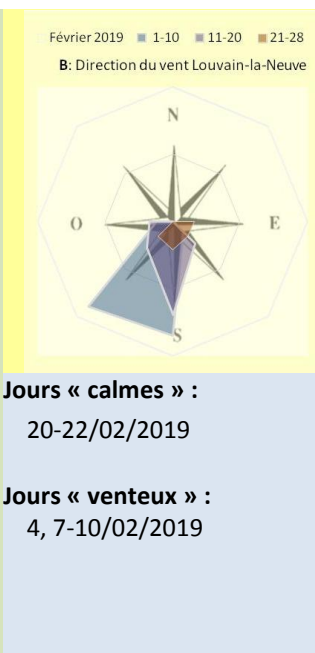 Février 2019 1-10 11-20 21-28
B: Direction du vent Louvain-la-Neuve
N
O E
S
Jours « calmes » :
20-22/02/2019
Jours « venteux » :
4, 7-10/02/2019